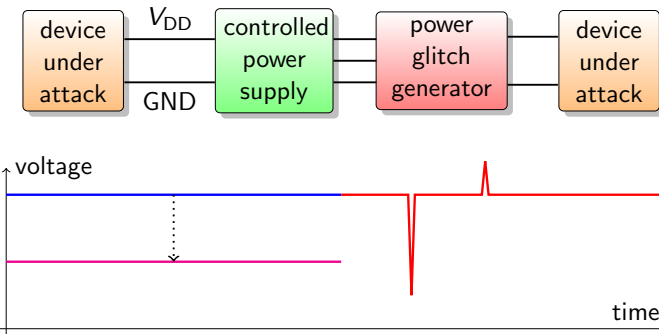 device
under
attack
V_DD
GND
controlled
power
supply
power
glitch
generator
device
under
attack
voltage
time